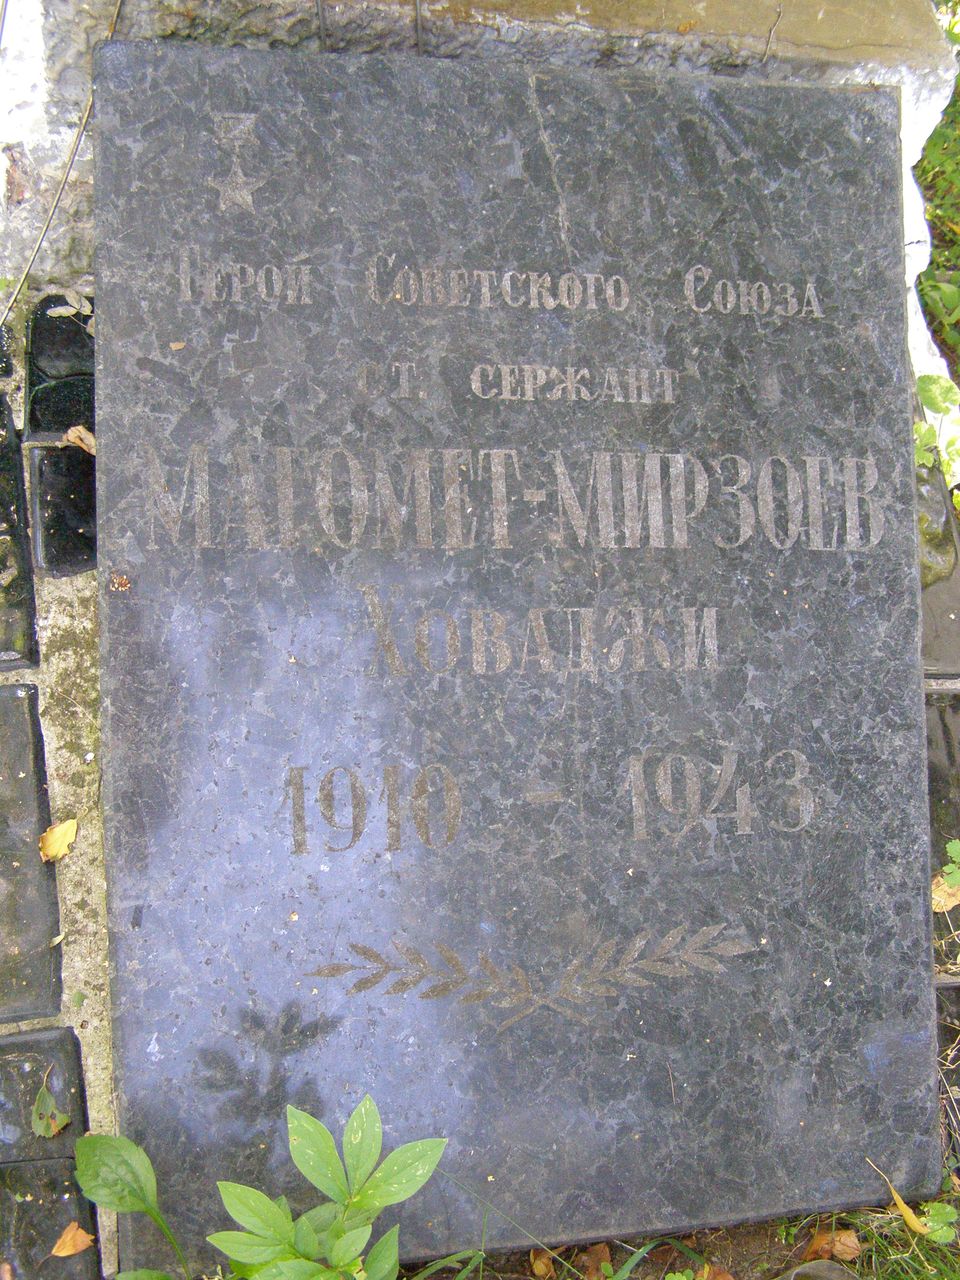 Герой Советского Союза
ст. сержант
МАГОМЕТ-МИРЗОЕВ
Ховаджи
1910 – 1943